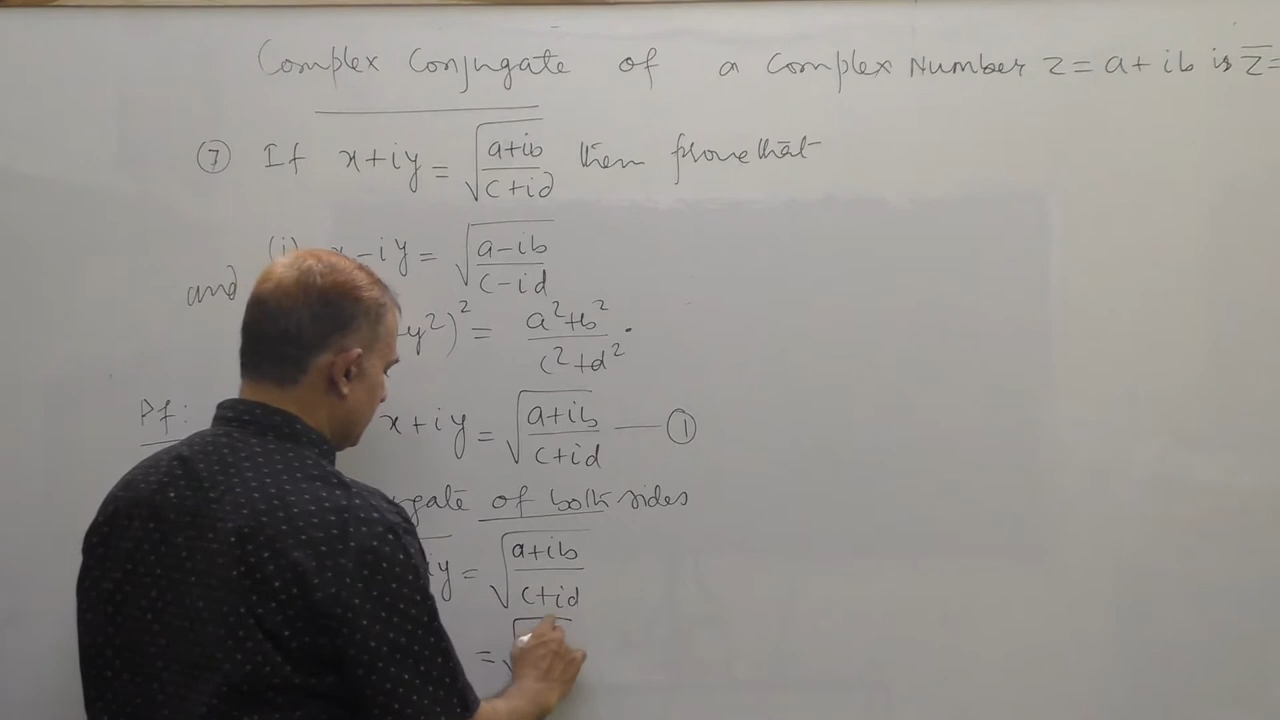 Complex Conjugate of a Complex Number z = a + ib is z̅ =
⑦ If x+iy = √((a+ib)/(c+id)) then prove that
(i) x-iy = √((a-ib)/(c-id))
and
y²)² = (a²+b²)/(c²+d²).
Pf: x+iy = √((a+ib)/(c+id)) — ①
gate of both sides
iy = √((a+ib)/(c+id))
= √